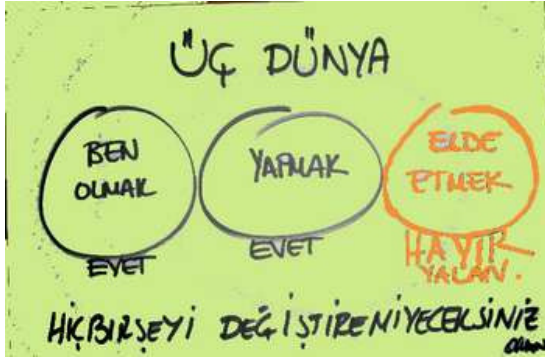 ÜÇ DÜNYA
BEN
OLMAK
YAPMAK
ELDE
ETMEK
EVET
EVET
HAYIR
YALAN.
HİÇBİRŞEYİ DEĞİŞTİREMİYECEKSİNİZ